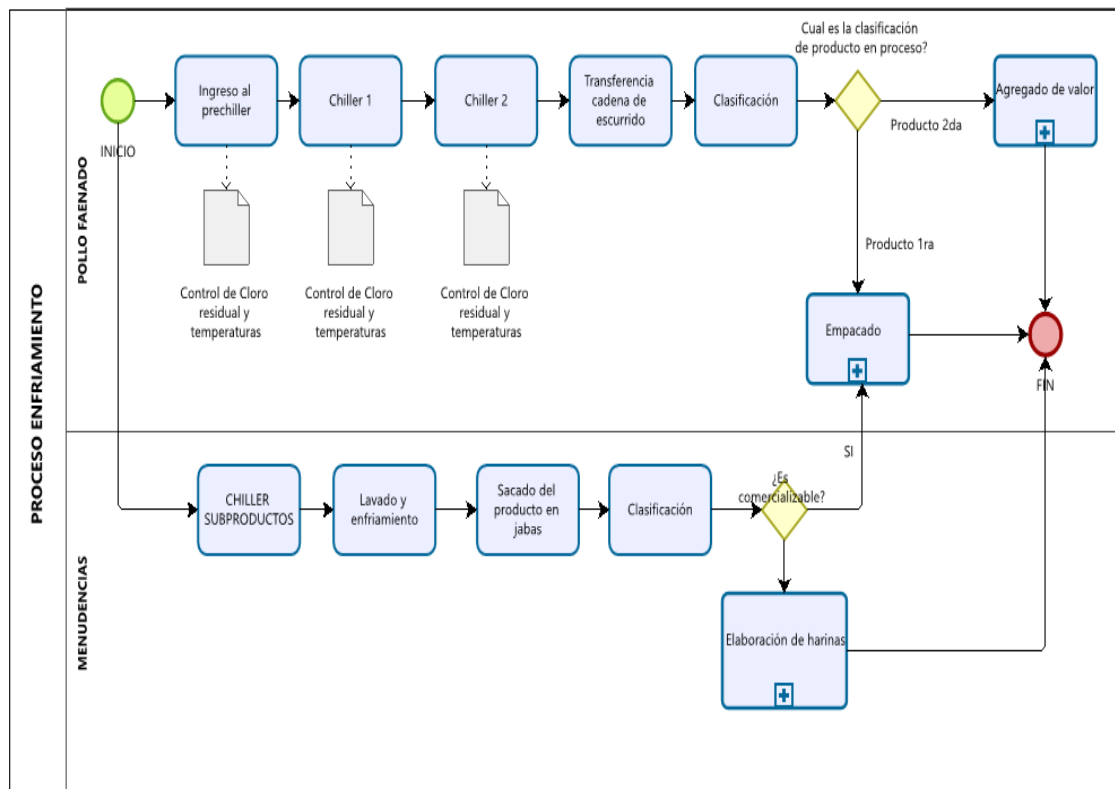 PROCESO ENFRIAMIENTO
POLLO FAENADO
INICIO
Ingreso al
prechiller
Chiller 1
Chiller 2
Transferencia
cadena de
escurrido
Clasificación
Cual es la clasificación
de producto en proceso?
Producto 2da
Agregado de valor
Producto 1ra
Control de Cloro
residual y
temperaturas
Control de Cloro
residual y
temperaturas
Control de Cloro
residual y
temperaturas
Empacado
FIN
MENUDENCIAS
CHILLER
SUBPRODUCTOS
Lavado y
enfriamiento
Sacado del
producto en
jabas
Clasificación
¿Es
comercializable?
SI
Elaboración de harinas